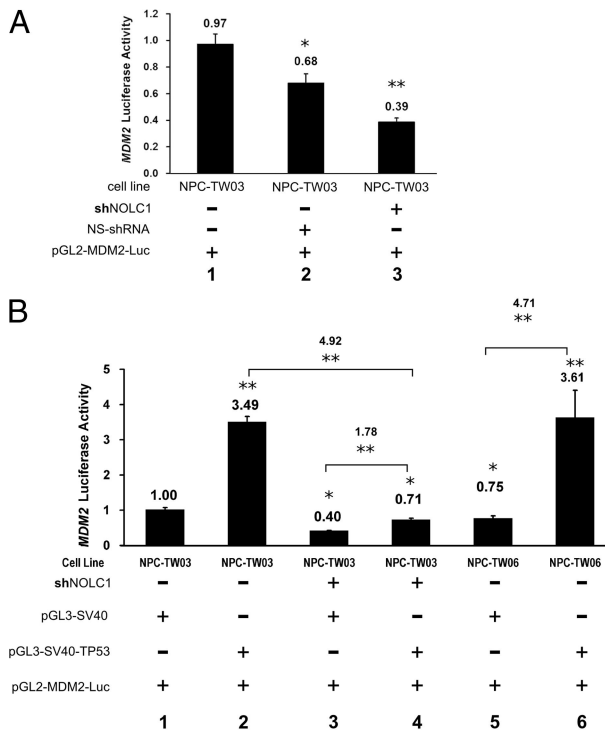 A
MDM2 Luciferase Activity
1.2
1.0
0.8
0.6
0.4
0.2
0.0
0.97
*
0.68
**
0.39
cell line NPC-TW03 NPC-TW03 NPC-TW03
shNOLC1 - - +
NS-shRNA - + -
pGL2-MDM2-Luc + + +
1 2 3
B
MDM2 Luciferase Activity
5
4
3
2
1
0
4.71
**
4.92
**
1.78
**
1.00
**
3.49
*
0.40
*
0.71
*
0.75
**
3.61
Cell Line NPC-TW03 NPC-TW03 NPC-TW03 NPC-TW03 NPC-TW06 NPC-TW06
shNOLC1 - - + + - -
pGL3-SV40 + - + - + -
pGL3-SV40-TP53 - + - + - +
pGL2-MDM2-Luc + + + + + +
1 2 3 4 5 6